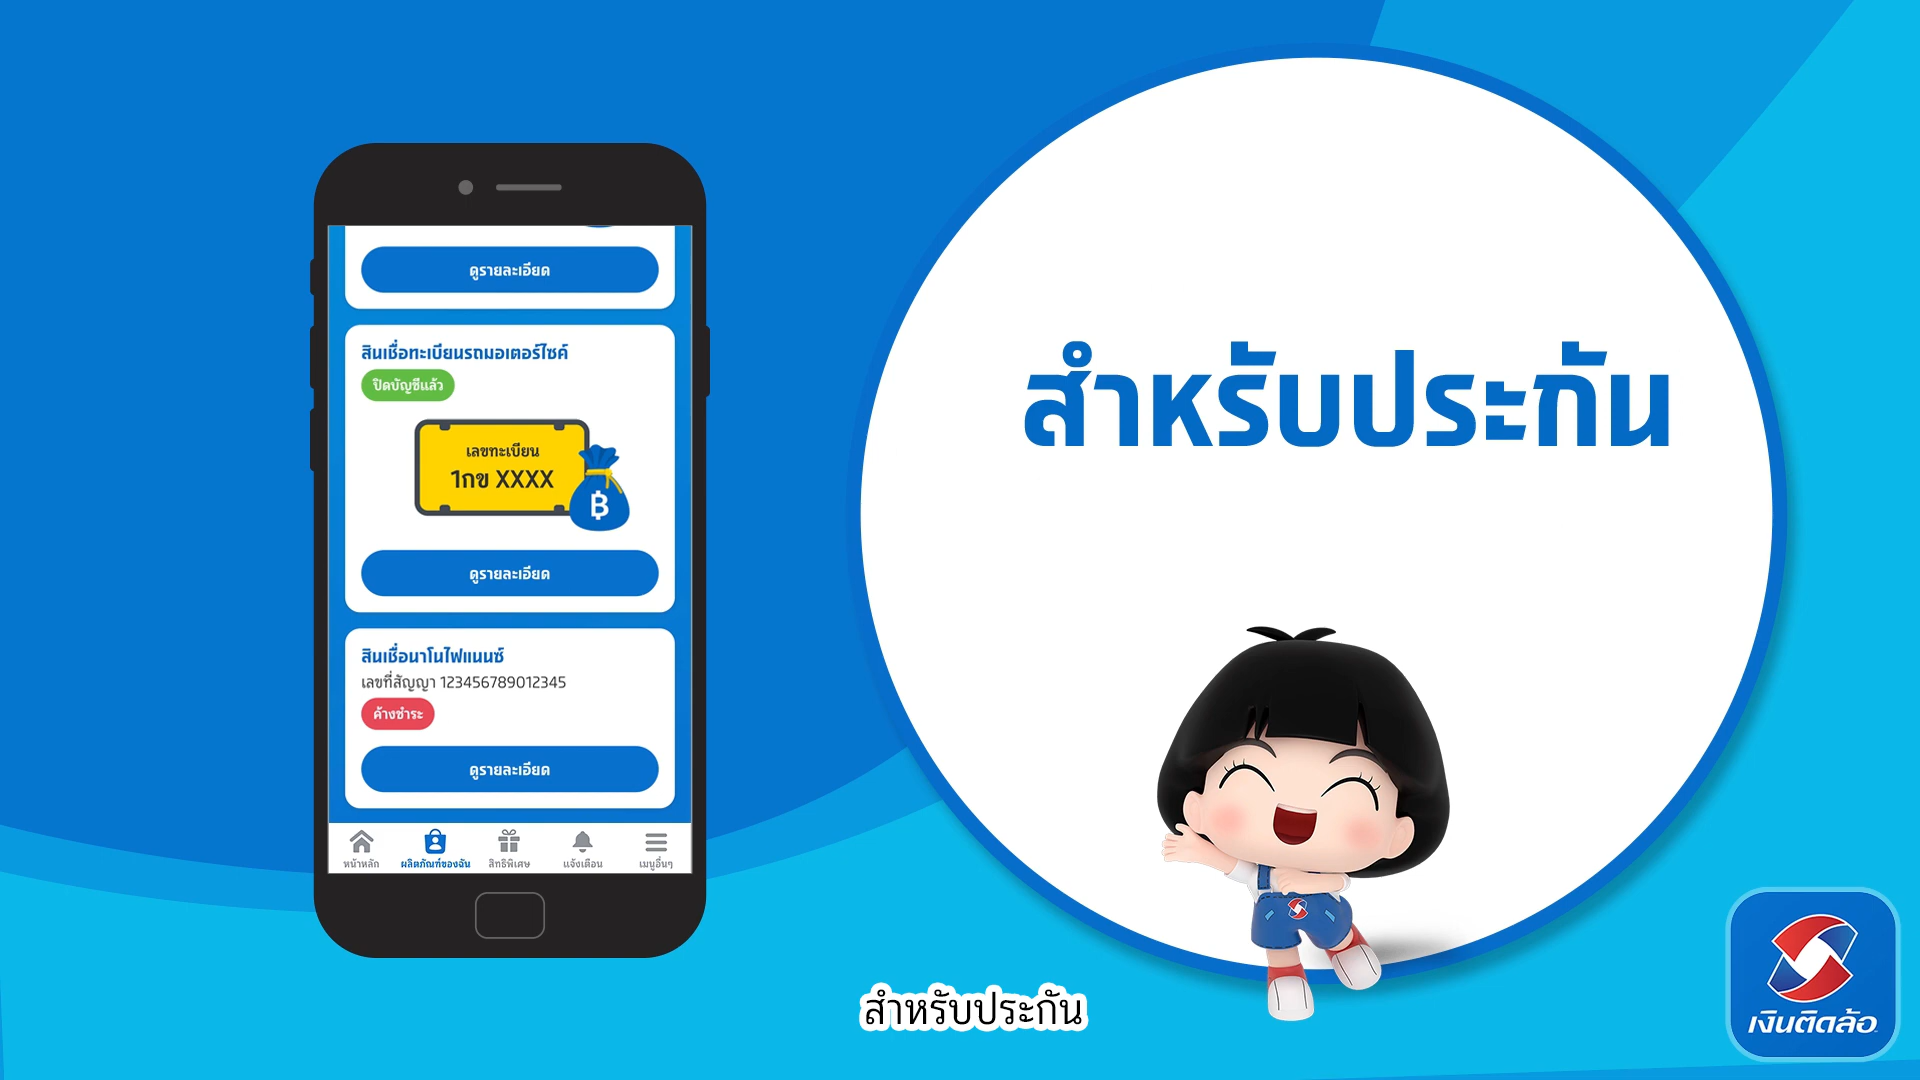 ดูรายละเอียด
สินเชื่อทะเบียนรถมอเตอร์ไซค์
ปิดบัญชีแล้ว
เลขทะเบียน
1กข XXXX
฿
ดูรายละเอียด
สินเชื่อนาโนไฟแนนซ์
เลขที่สัญญา 123456789012345
ค้างชำระ
ดูรายละเอียด
หน้าหลัก ผลิตภัณฑ์ของฉัน สิทธิพิเศษ แจ้งเตือน เมนูอื่นๆ
สำหรับประกัน
สำหรับประกัน
เงินติดล้อ